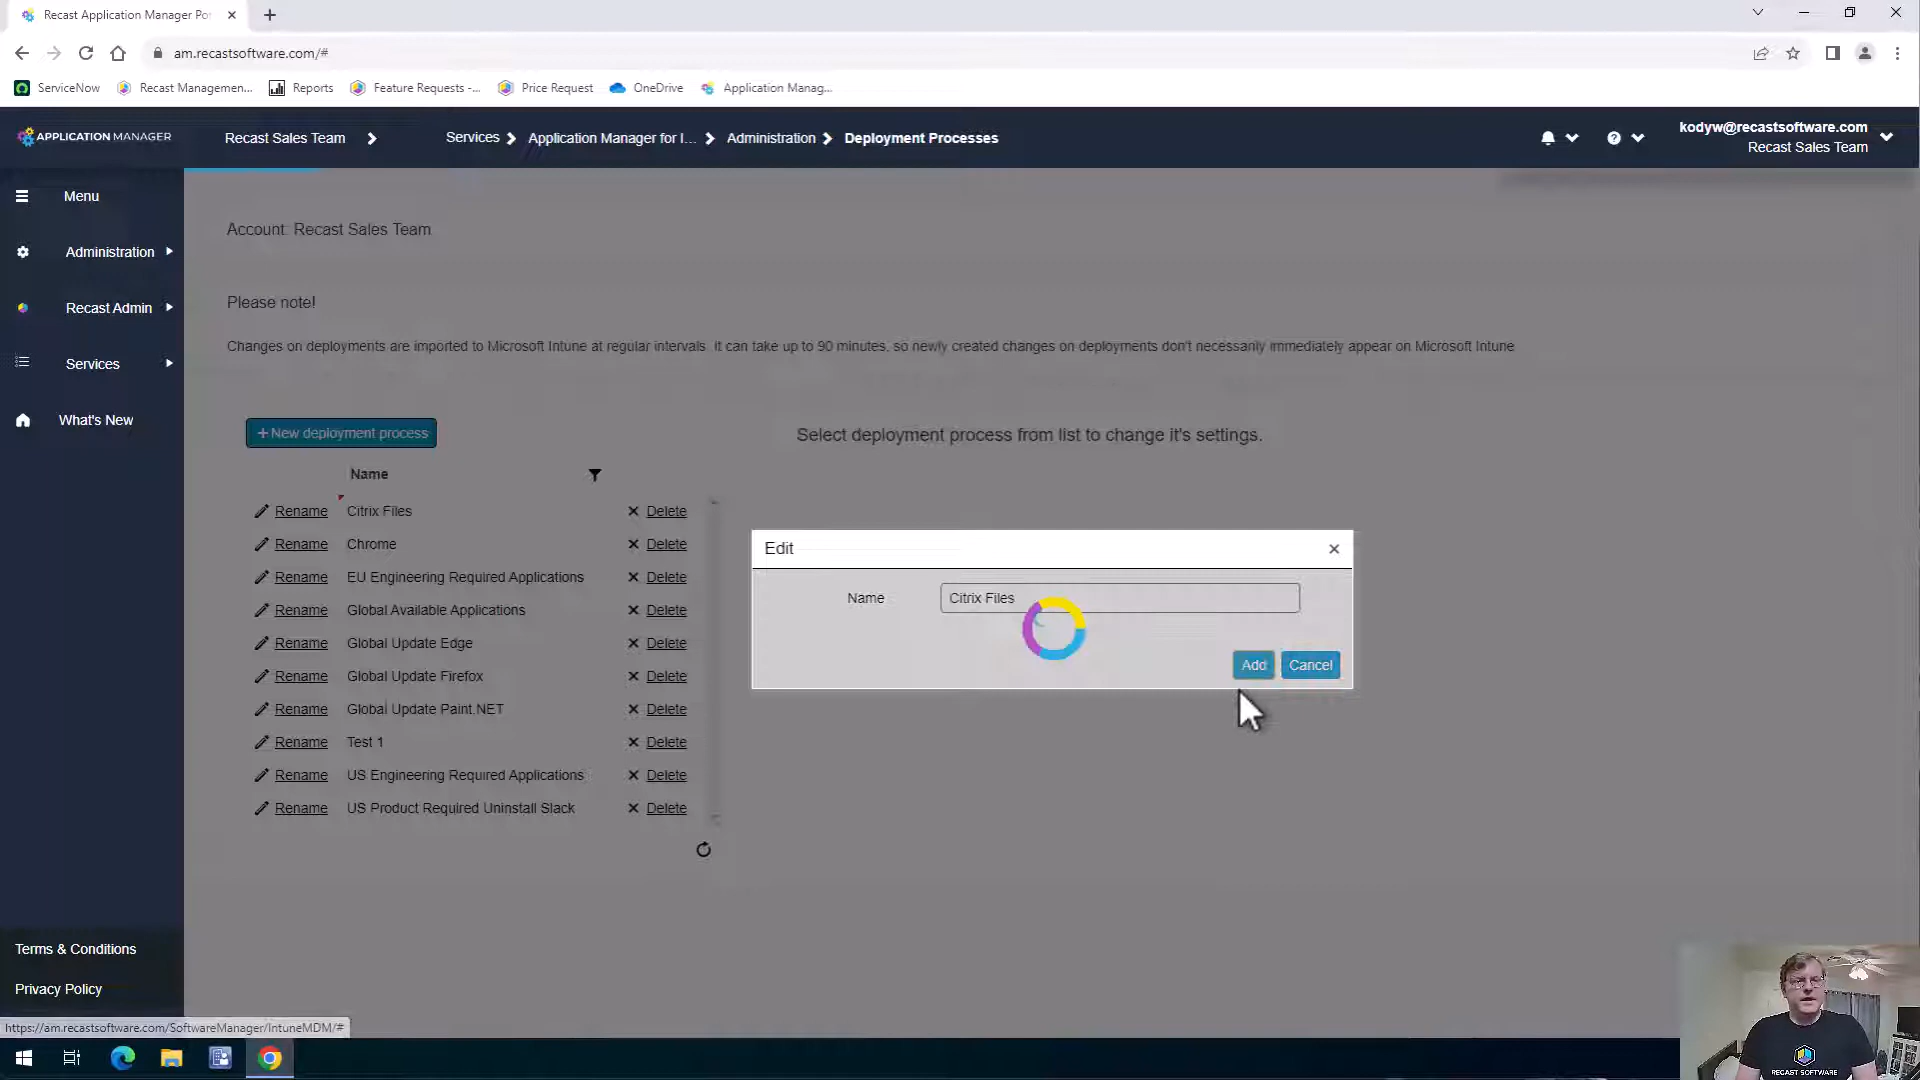 Recast Application Manager Por
am.recastsoftware.com/#
ServiceNow
Recast Managemen...
Reports
Feature Requests -...
Price Request
OneDrive
Application Manag...
APPLICATION MANAGER
Recast Sales Team
Services
Application Manager for I...
Administration
Deployment Processes
kodyw@recastsoftware.com
Recast Sales Team
Menu
Administration
Recast Admin
Services
What's New
Account: Recast Sales Team
Please note!
Changes on deployments are imported to Microsoft Intune at regular intervals. It can take up to 90 minutes, so newly created changes on deployments don't necessarily immediately appear on Microsoft Intune
+ New deployment process
Select deployment process from list to change it's settings.
Name
Rename Citrix Files Delete
Rename Chrome Delete
Rename EU Engineering Required Applications Delete
Rename Global Available Applications Delete
Rename Global Update Edge Delete
Rename Global Update Firefox Delete
Rename Global Update Paint.NET Delete
Rename Test 1 Delete
Rename US Engineering Required Applications Delete
Rename US Product Required Uninstall Slack Delete
Edit
Name Citrix Files
Add Cancel
Terms & Conditions
Privacy Policy
https://am.recastsoftware.com/SoftwareManager/IntuneMDM/#
RECAST SOFTWARE